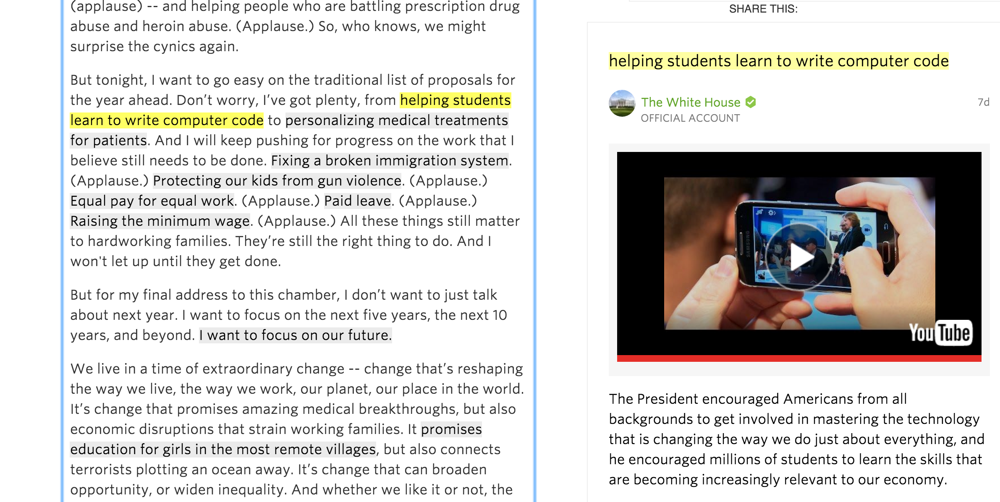 (applause) -- and helping people who are battling prescription drug
abuse and heroin abuse. (Applause.) So, who knows, we might
surprise the cynics again.
But tonight, I want to go easy on the traditional list of proposals for
the year ahead. Don’t worry, I’ve got plenty, from helping students
learn to write computer code to personalizing medical treatments
for patients. And I will keep pushing for progress on the work that I
believe still needs to be done. Fixing a broken immigration system.
(Applause.) Protecting our kids from gun violence. (Applause.)
Equal pay for equal work. (Applause.) Paid leave. (Applause.)
Raising the minimum wage. (Applause.) All these things still matter
to hardworking families. They’re still the right thing to do. And I
won't let up until they get done.
But for my final address to this chamber, I don’t want to just talk
about next year. I want to focus on the next five years, the next 10
years, and beyond. I want to focus on our future.
We live in a time of extraordinary change -- change that’s reshaping
the way we live, the way we work, our planet, our place in the world.
It’s change that promises amazing medical breakthroughs, but also
economic disruptions that strain working families. It promises
education for girls in the most remote villages, but also connects
terrorists plotting an ocean away. It’s change that can broaden
opportunity, or widen inequality. And whether we like it or not, the
SHARE THIS:
helping students learn to write computer code
The White House
7d
OFFICIAL ACCOUNT
SAMSUNG
Auto
YouTube
The President encouraged Americans from all
backgrounds to get involved in mastering the technology
that is changing the way we do just about everything, and
he encouraged millions of students to learn the skills that
are becoming increasingly relevant to our economy.